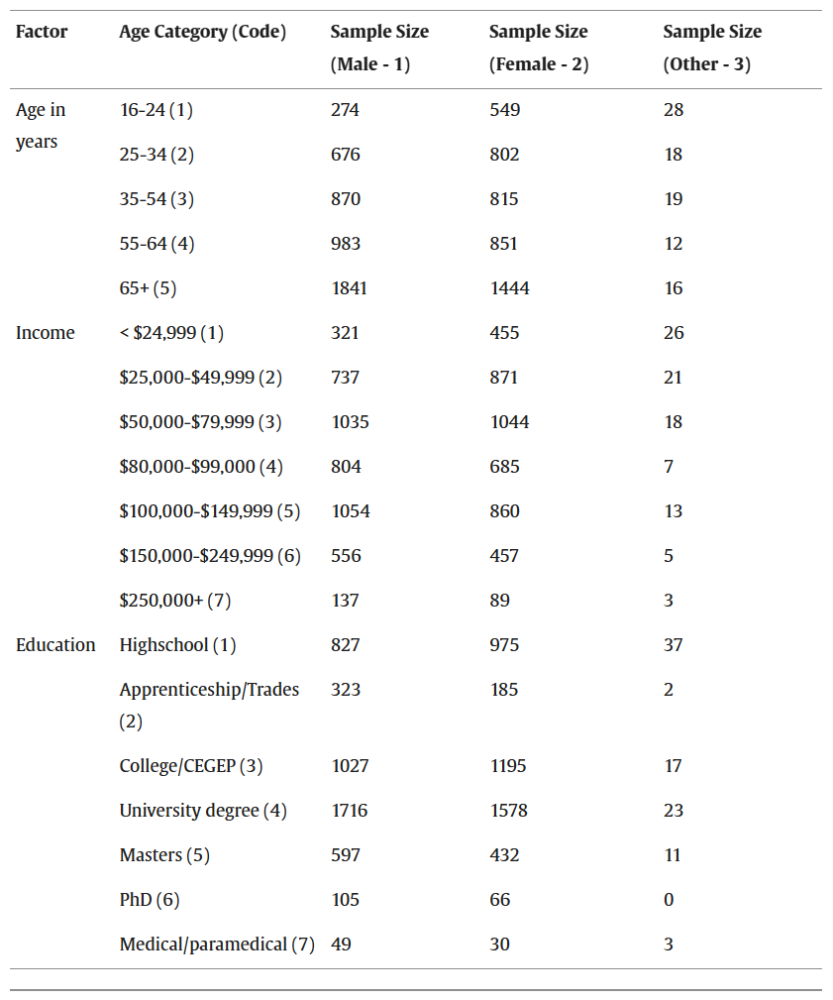 Factor Age Category (Code) Sample Size Sample Size Sample Size
(Male - 1) (Female - 2) (Other - 3)
Age in 16-24 (1) 274 549 28
years
25-34 (2) 676 802 18
35-54 (3) 870 815 19
55-64 (4) 983 851 12
65+ (5) 1841 1444 16
Income < $24,999 (1) 321 455 26
$25,000-$49,999 (2) 737 871 21
$50,000-$79,999 (3) 1035 1044 18
$80,000-$99,000 (4) 804 685 7
$100,000-$149,999 (5) 1054 860 13
$150,000-$249,999 (6) 556 457 5
$250,000+ (7) 137 89 3
Education Highschool (1) 827 975 37
Apprenticeship/Trades 323 185 2
(2)
College/CEGEP (3) 1027 1195 17
University degree (4) 1716 1578 23
Masters (5) 597 432 11
PhD (6) 105 66 0
Medical/paramedical (7) 49 30 3